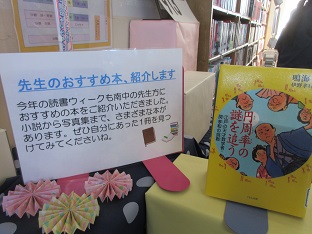 先生のおすすめ本、紹介します
今年の読書ウィークも南中の先生方に
おすすめの本をご紹介いただきました。
小説から写真集まで、さまざまな本が
あります。ぜひ自分にあった1冊を見つ
けてみてくださいね。
鳴海
円周率の
謎を追う